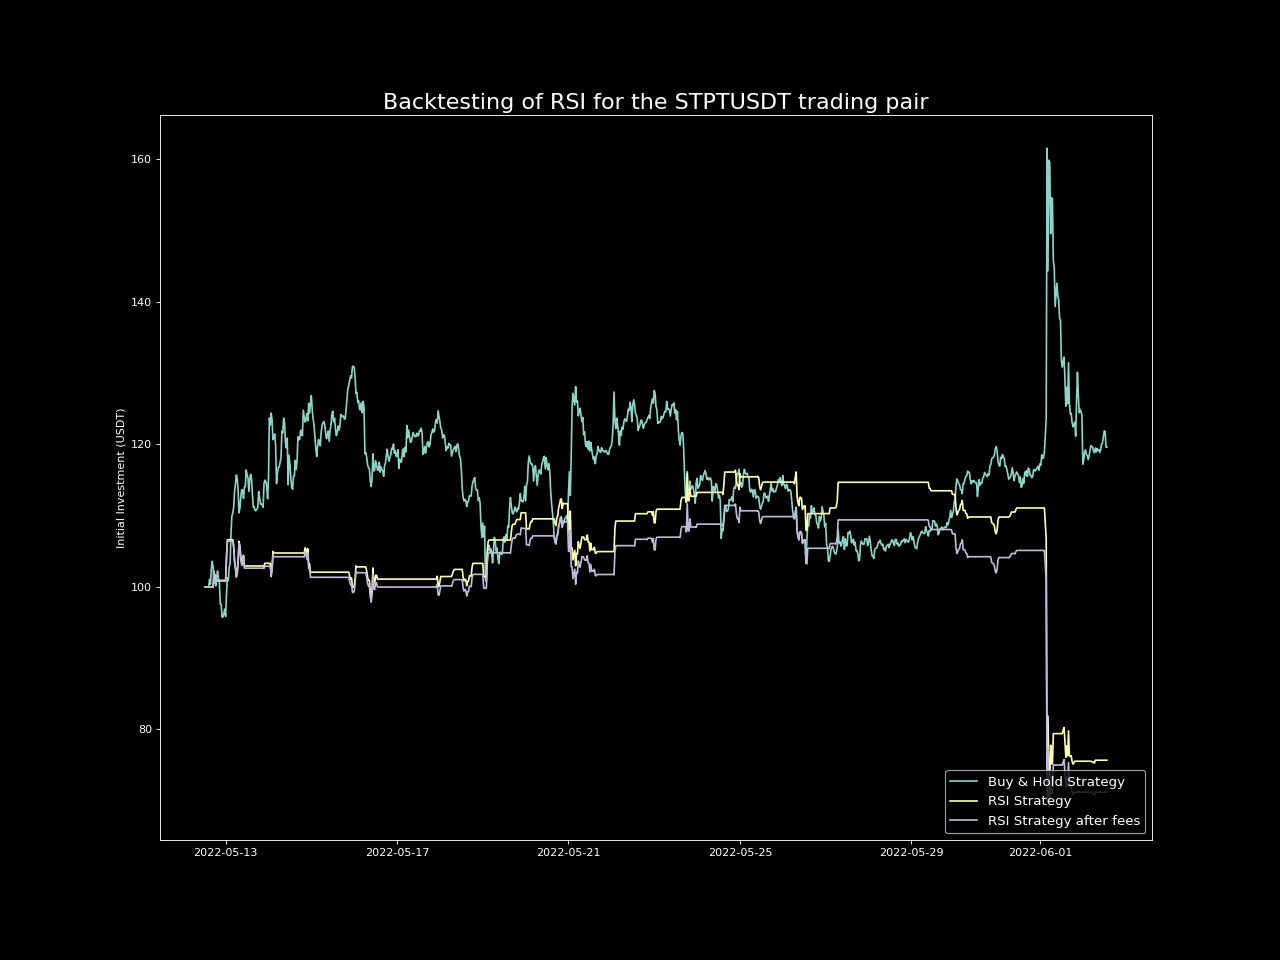 Backtesting of RSI for the STPTUSDT trading pair
Initial Investment (USDT)
160
140
120
100
80
2022-05-13
2022-05-17
2022-05-21
2022-05-25
2022-05-29
2022-06-01
Buy & Hold Strategy
RSI Strategy
RSI Strategy after fees